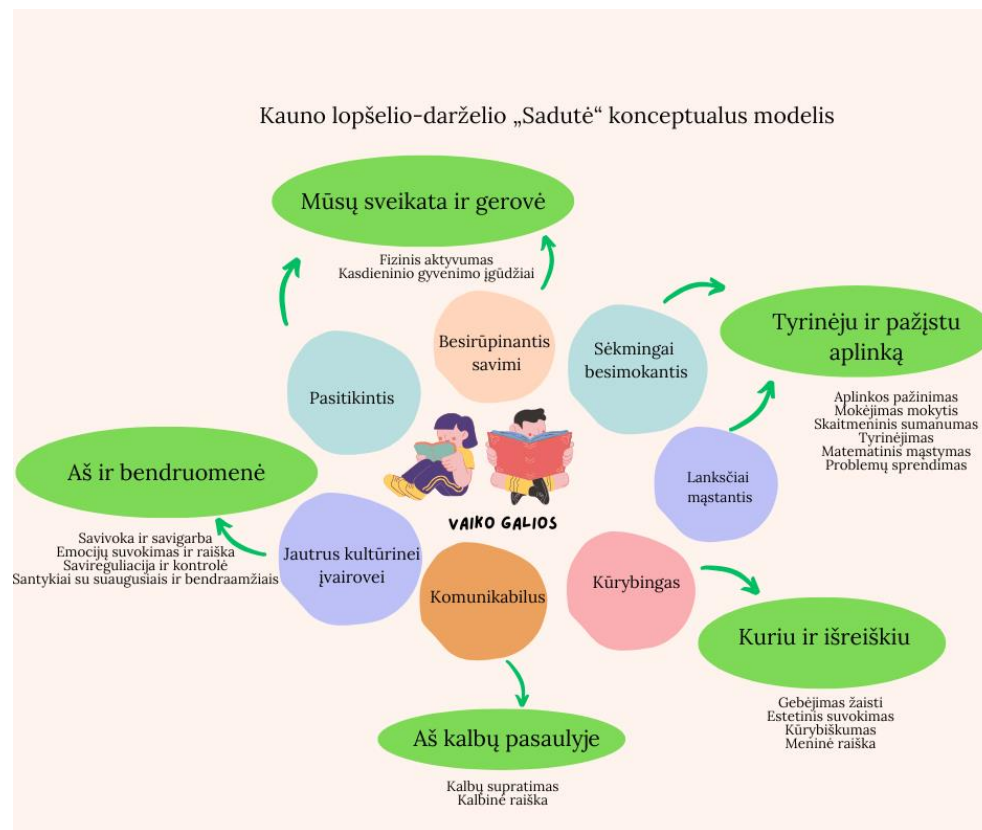 Kauno lopšelio-darželio „Sadutė“ konceptualus modelis
Mūsų sveikata ir gerovė
Fizinis aktyvumas
Kasdieninio gyvenimo įgūdžiai
Besirūpinantis
savimi
Sėkmingai
besimokantis
Tyrinėju ir pažįstu
aplinką
Aplinkos pažinimas
Mokėjimas mokytis
Skaitmeninis sumanumas
Tyrinėjimas
Matematinis mąstymas
Problemų sprendimas
Pasitikintis
Aš ir bendruomenė
Savivoka ir savigarba
Emocijų suvokimas ir raiška
Savireguliacija ir kontrolė
Santykiai su suaugusiais ir bendraamžiais
Lanksčiai
mąstantis
VAIKO GALIOS
Jautrus kultūrinei
įvairovei
Komunikabilus
Kūrybingas
Kuriu ir išreiškiu
Gebėjimas žaisti
Estetinis suvokimas
Kūrybiškumas
Meninė raiška
Aš kalbų pasaulyje
Kalbų supratimas
Kalbinė raiška